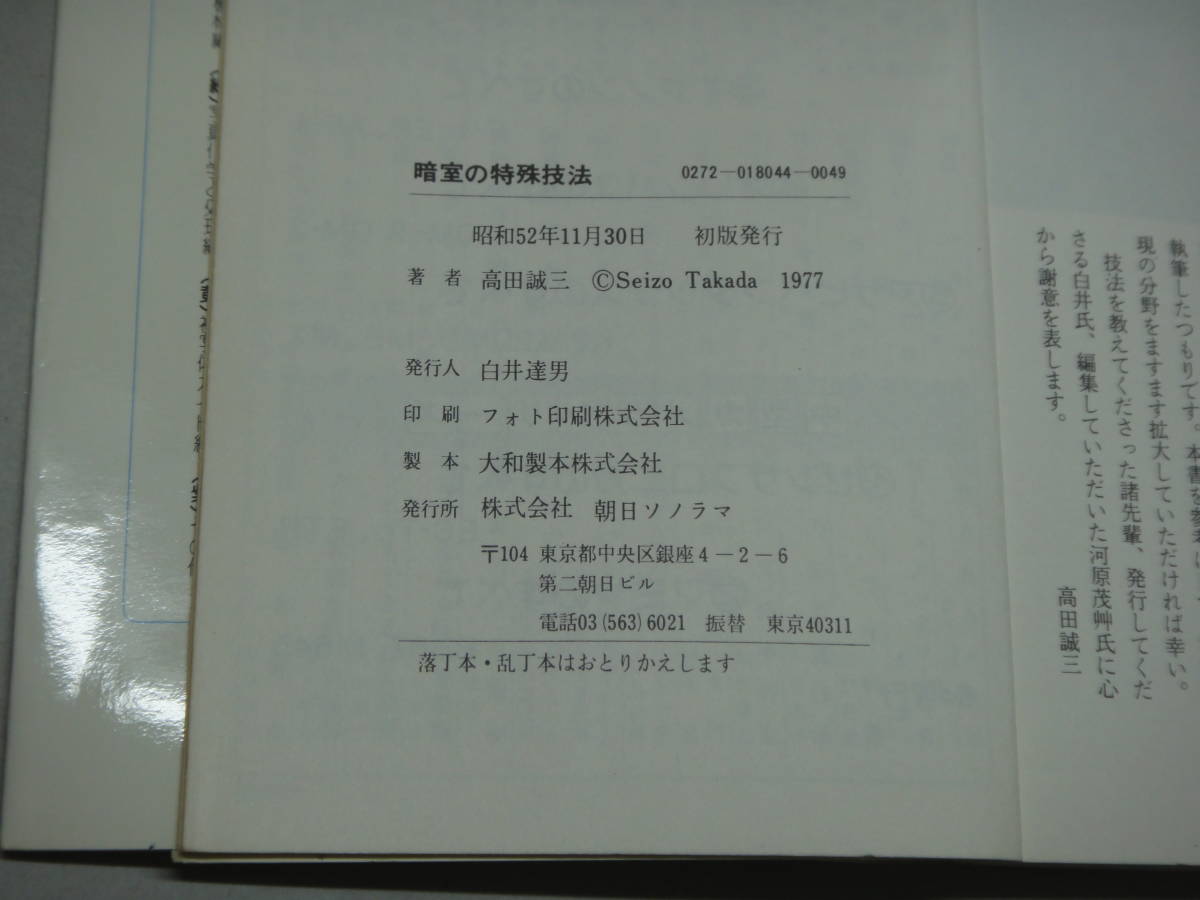 暗室の特殊技法 0272-018044-0049
昭和52年11月30日 初版発行
著者 高田誠三 ©Seizo Takada 1977
発行人 白井達男
印刷 フォト印刷株式会社
製本 大和製本株式会社
発行所 株式会社 朝日ソノラマ
〒104 東京都中央区銀座4-2-6
第二朝日ビル
電話03(563)6021 振替 東京40311
落丁本・乱丁本はおとりかえします
執筆したつもりです。本書を参考に
現の分野をますます拡大していただければ幸い。
技法を教えてくださった諸先輩、発行してくだ
さる白井氏、編集していただいた河原茂艸氏に心
から謝意を表します。
高田誠三